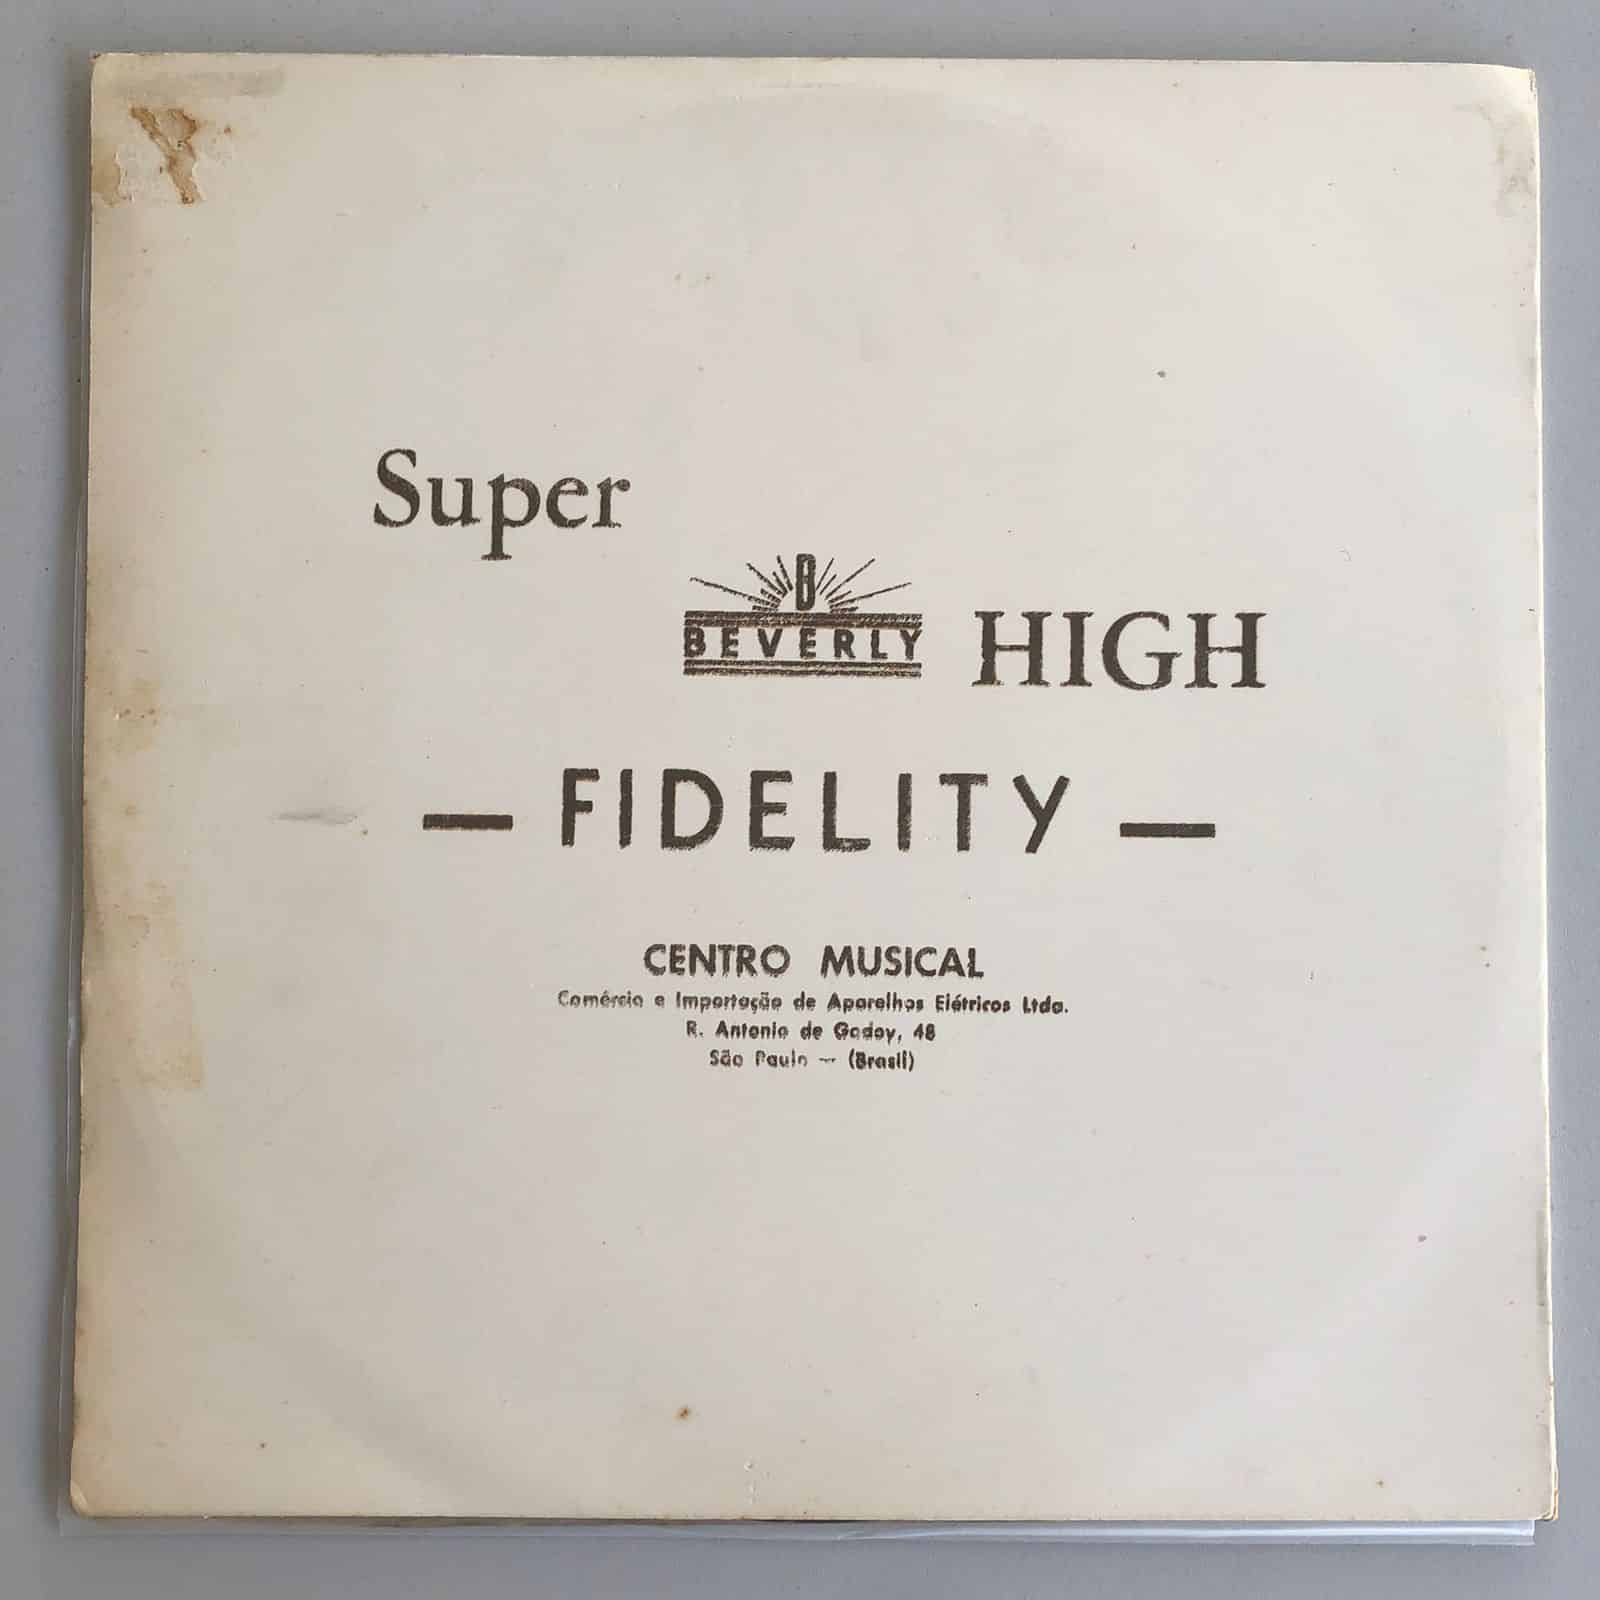 Super
B
BEVERLY HIGH
— FIDELITY —
CENTRO MUSICAL
Comércio e Importação de Aparelhos Elétricos Ltda.
R. Antonio de Godoy, 48
São Paulo — (Brasil)